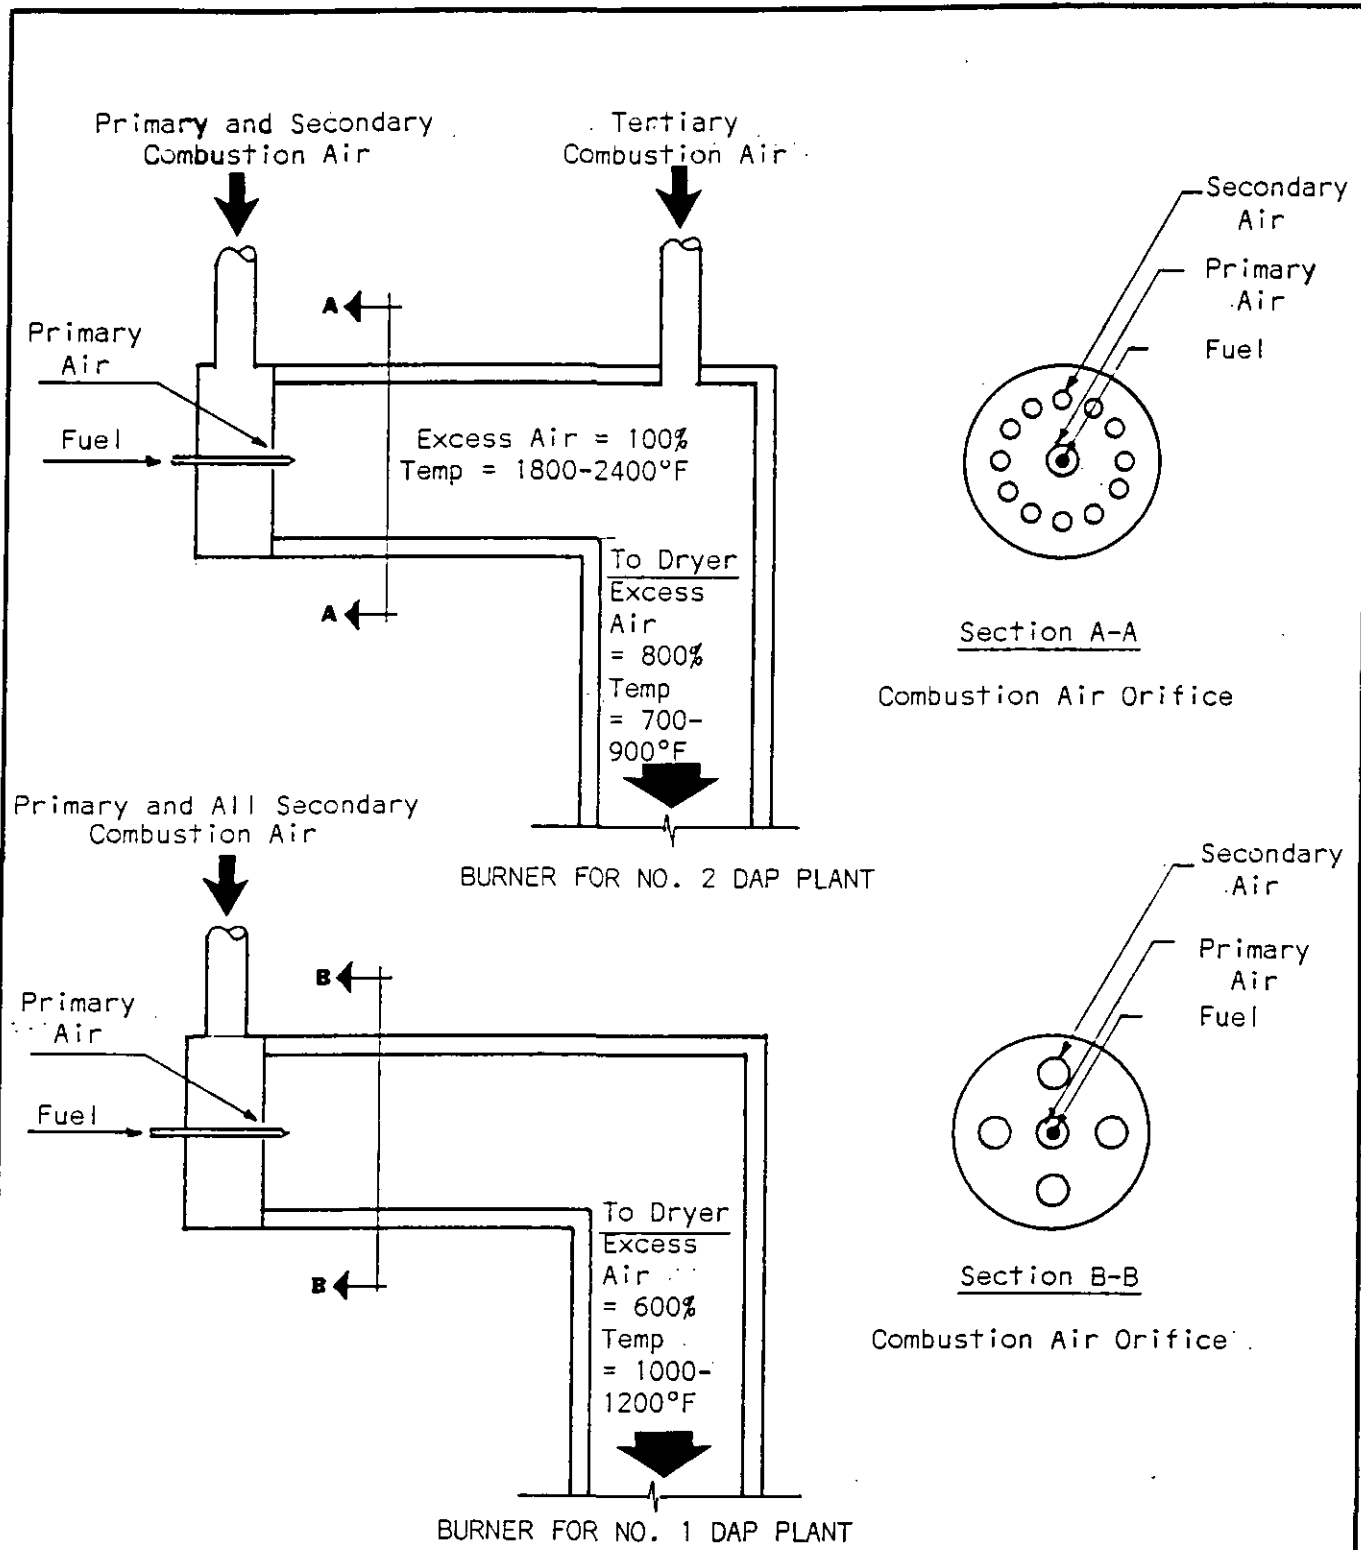 Primary and Secondary
Combustion Air
Tertiary
Combustion Air
Secondary
Air
Primary
Air
Fuel
A
Primary
Air
Fuel
Excess Air = 100%
Temp = 1800-2400°F
A
To Dryer
Excess
Air
= 800%
Temp
= 700-
900°F
Section A-A
Combustion Air Orifice
BURNER FOR NO. 2 DAP PLANT
Primary and All Secondary
Combustion Air
Secondary
Air
Primary
Air
Fuel
B
Primary
Air
Fuel
B
To Dryer
Excess
Air
= 600%
Temp
= 1000-
1200°F
Section B-B
Combustion Air Orifice
BURNER FOR NO. 1 DAP PLANT